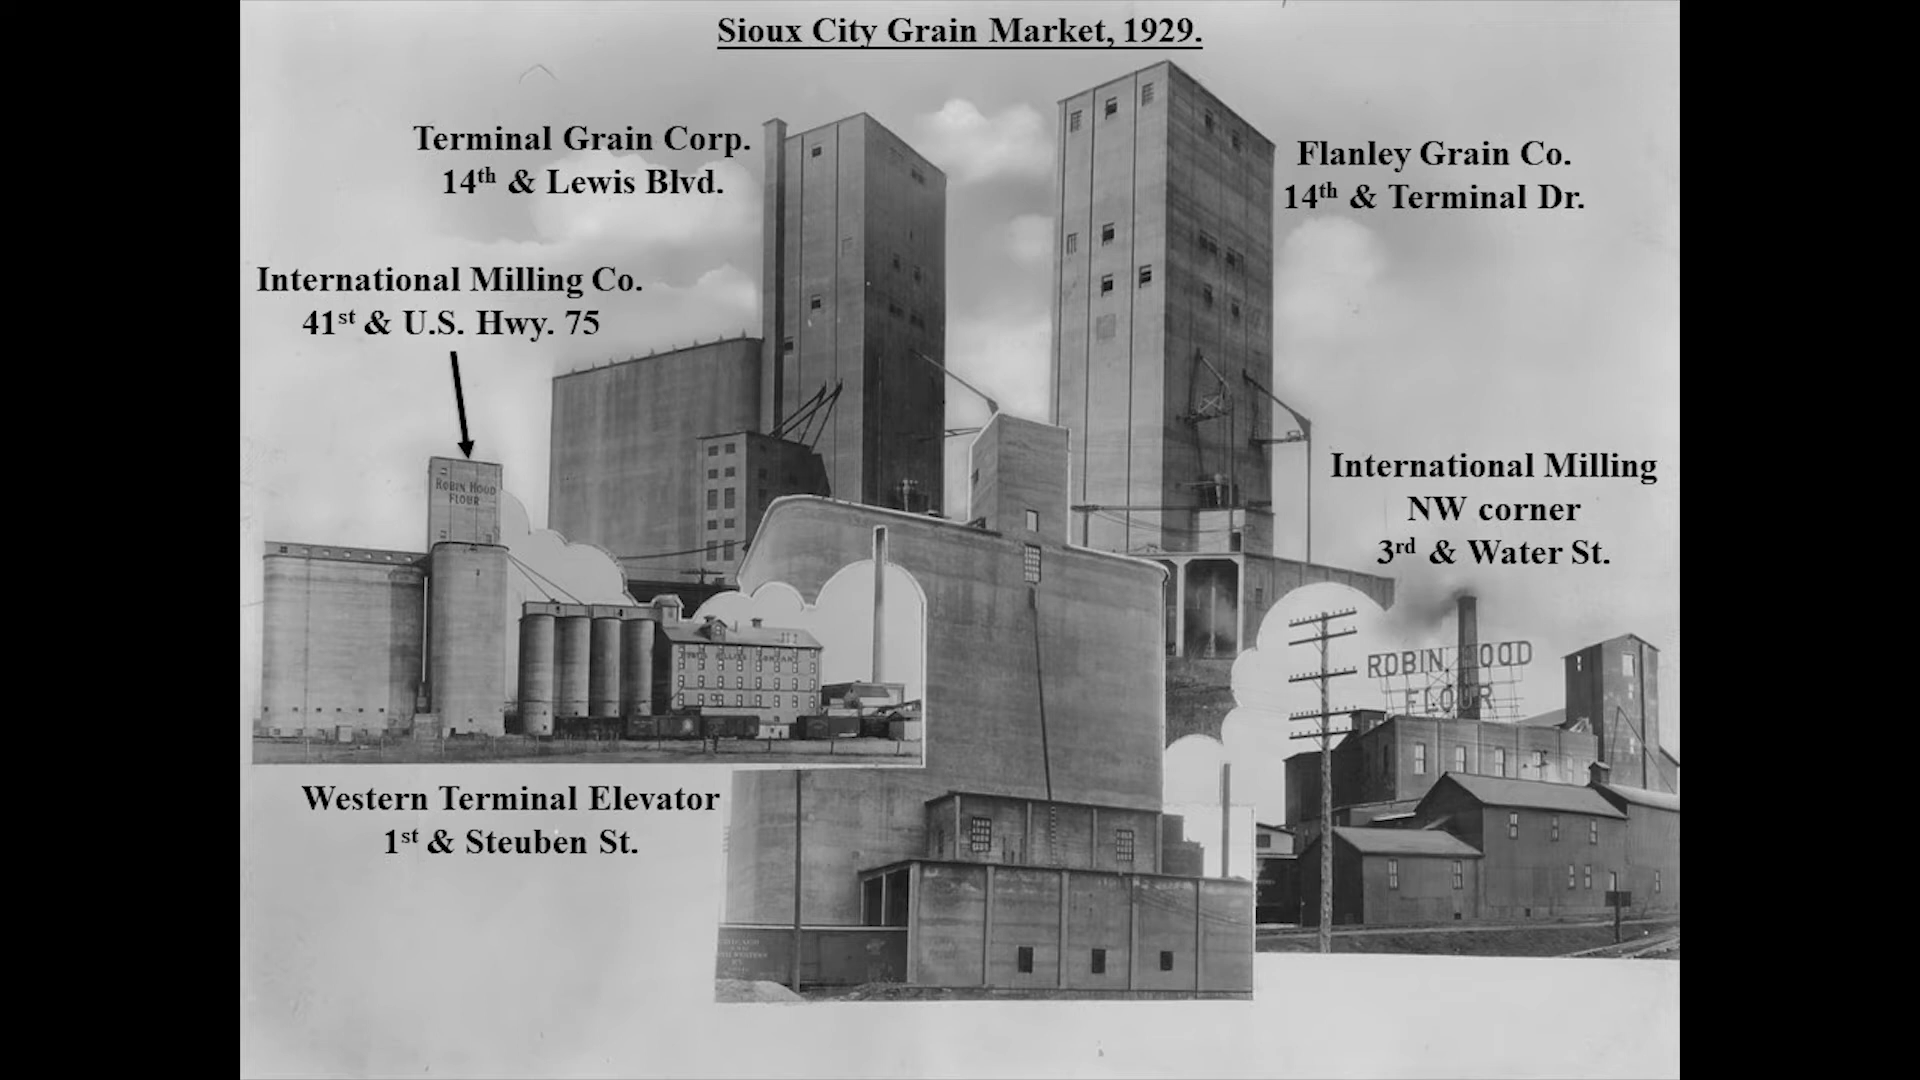 Sioux City Grain Market, 1929.
Terminal Grain Corp.
14th & Lewis Blvd.
Flanley Grain Co.
14th & Terminal Dr.
International Milling Co.
41st & U.S. Hwy. 75
International Milling
NW corner
3rd & Water St.
ROBIN HOOD
FLOUR
ROBIN HOOD
FLOUR
Western Terminal Elevator
1st & Steuben St.
CHICAGO